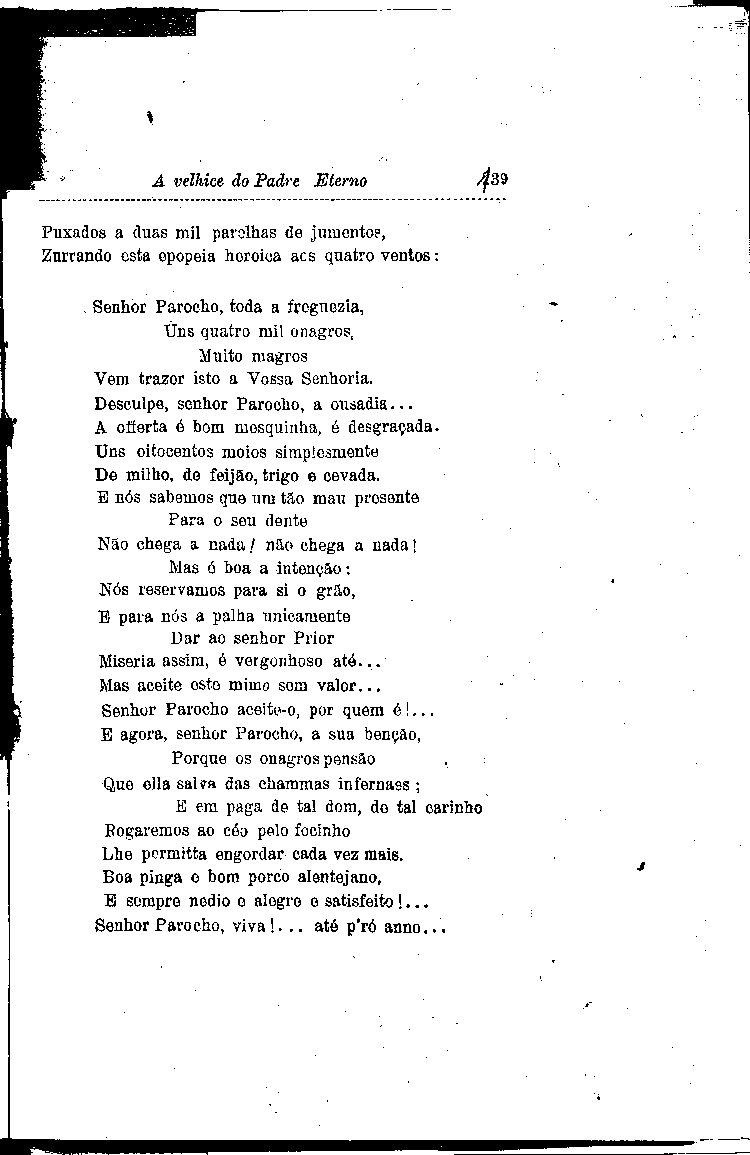 A velhice do Padre Eterno 139
Puxados a duas mil parelhas de jumentos,
Zurrando esta epopeia heroica aos quatro ventos:
Senhor Parocho, toda a freguezia,
Uns quatro mil onagros,
Muito magros
Vem trazer isto a Vossa Senhoria.
Desculpe, senhor Parocho, a ousadia...
A offerta é bem mesquinha, é desgraçada.
Uns oitocentos moios simplesmente
De milho, de feijão, trigo e cevada.
E nós sabemos que um tão mau presente
Para o seu dente
Não chega a nada! não chega a nada!
Mas é boa a intenção:
Nós reservamos para si o grão,
E para nós a palha unicamente
Dar ao senhor Prior
Miseria assim, é vergonhoso até...
Mas aceite este mimo sem valor...
Senhor Parocho aceite-o, por quem é!...
E agora, senhor Parocho, a sua benção,
Porque os onagros pensão
Que ella salva das chammas infernaes;
E em paga de tal dom, de tal carinho
Rogaremos ao céo pelo focinho
Lhe permitta engordar cada vez mais.
Boa pinga e bom porco alentejano,
E sempre nedio e alegre e satisfeito!...
Senhor Parocho, viva!... até p'ró anno...